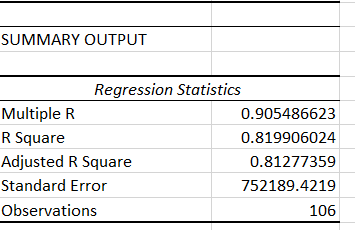 SUMMARY OUTPUT
Regression Statistics
Multiple R 0.905486623
R Square 0.819906024
Adjusted R Square 0.81277359
Standard Error 752189.4219
Observations 106